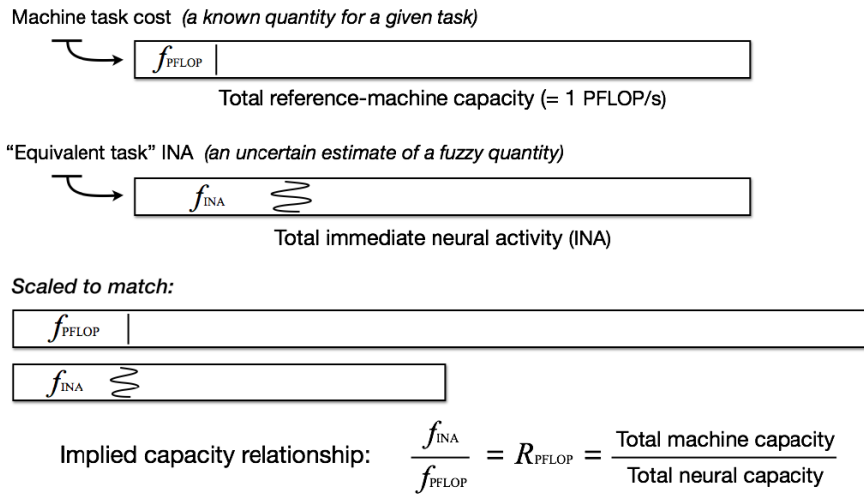 Machine task cost (a known quantity for a given task)
fPFLOP
Total reference-machine capacity (= 1 PFLOP/s)
“Equivalent task” INA (an uncertain estimate of a fuzzy quantity)
fINA
Total immediate neural activity (INA)
Scaled to match:
fPFLOP
fINA
Implied capacity relationship: fINA / fPFLOP = RPFLOP = Total machine capacity / Total neural capacity